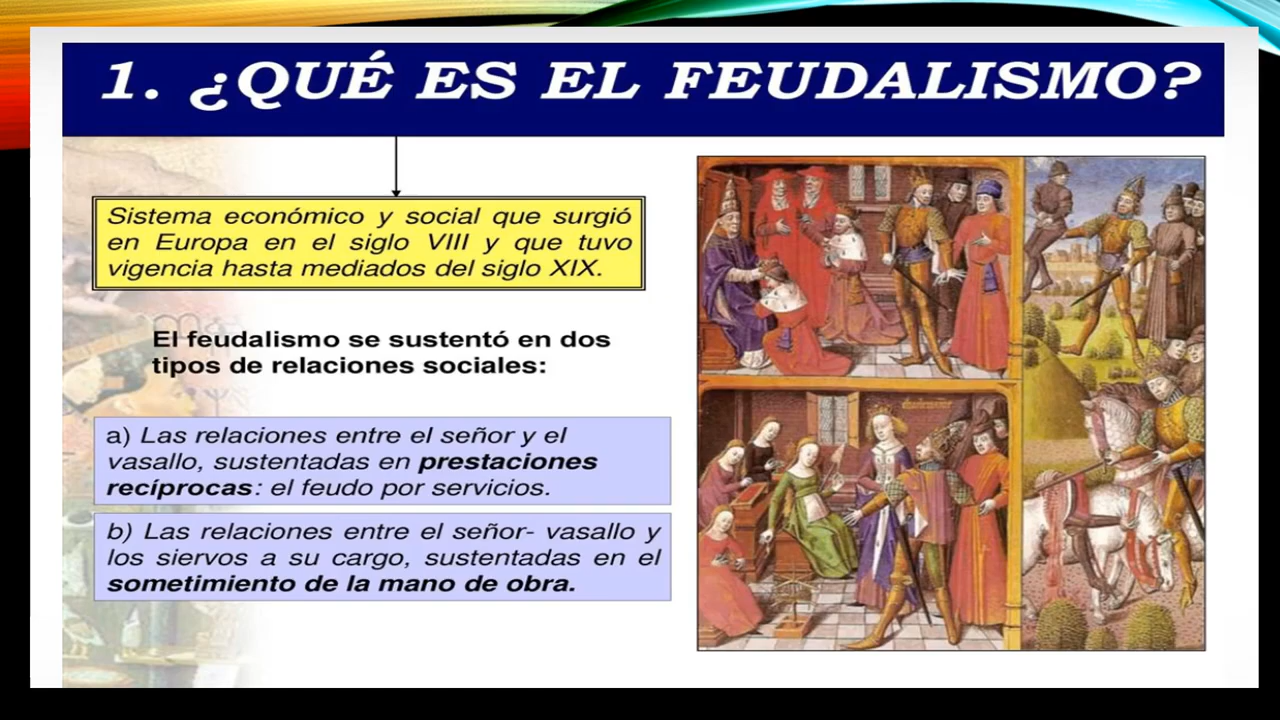 1. ¿QUÉ ES EL FEUDALISMO?
Sistema económico y social que surgió
en Europa en el siglo VIII y que tuvo
vigencia hasta mediados del siglo XIX.
El feudalismo se sustentó en dos
tipos de relaciones sociales:
a) Las relaciones entre el señor y el
vasallo, sustentadas en prestaciones
recíprocas: el feudo por servicios.
b) Las relaciones entre el señor- vasallo y
los siervos a su cargo, sustentadas en el
sometimiento de la mano de obra.